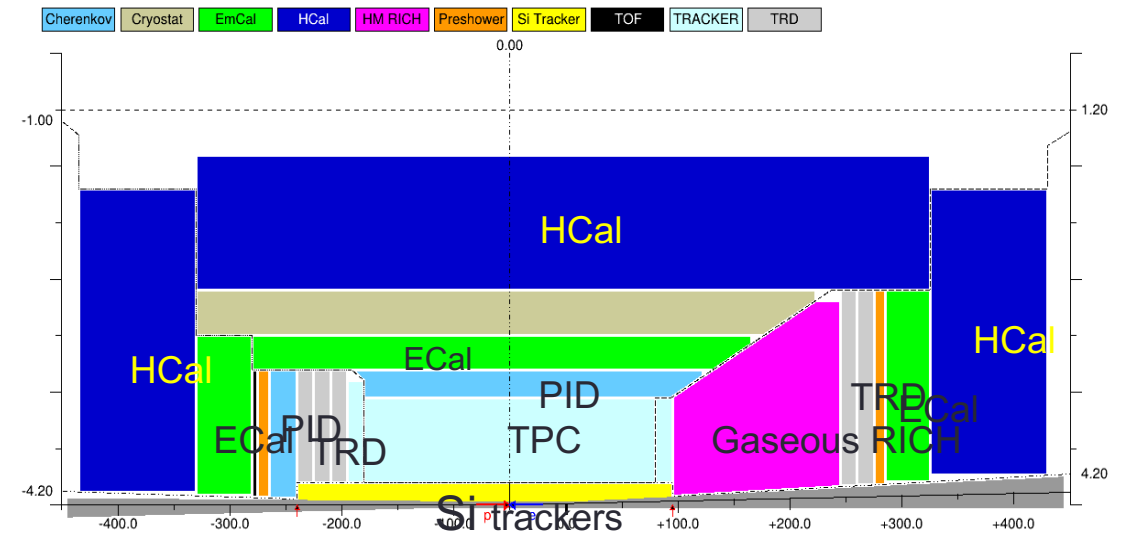 Cherenkov Cryostat EmCal HCal HM RICH Preshower Si Tracker TOF TRACKER TRD
0.00
-1.00 1.20
HCal
HCal HCal
ECal
PID
TRD ECal
PID
ECal TRD TPC Gaseous RICH
-4.20 4.20
Si trackers
p
-400.0 -300.0 -200.0 +100.0 +200.0 +300.0 +400.0